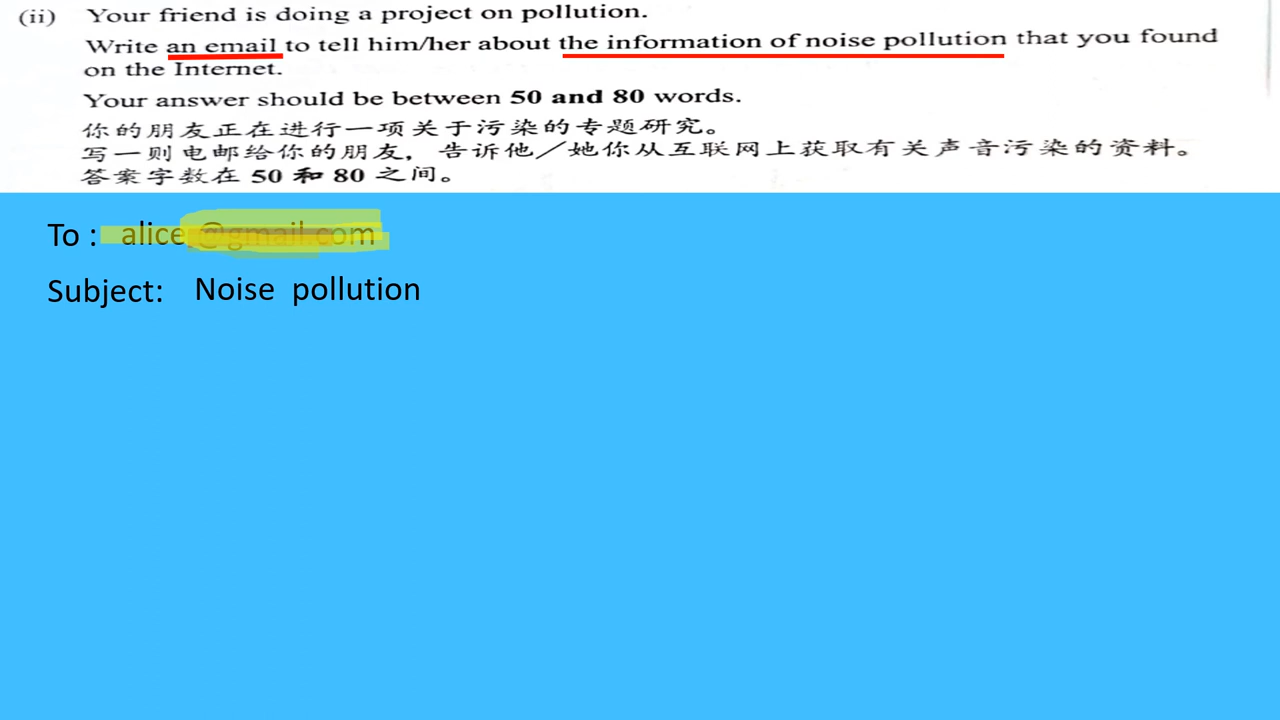 (ii) Your friend is doing a project on pollution.
Write an email to tell him/her about the information of noise pollution that you found
on the Internet.
Your answer should be between 50 and 80 words.
你的朋友正在进行一项关于污染的专题研究。
写一则电邮给你的朋友，告诉他／她你从互联网上获取有关声音污染的资料。
答案字数在 50 和 80 之间。
To : alice@gmail.com
Subject: Noise pollution